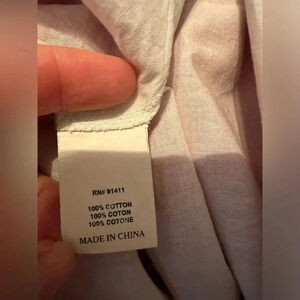 RN# 91411
100% COTTON
100% COTON
100% COTONE
MADE IN CHINA